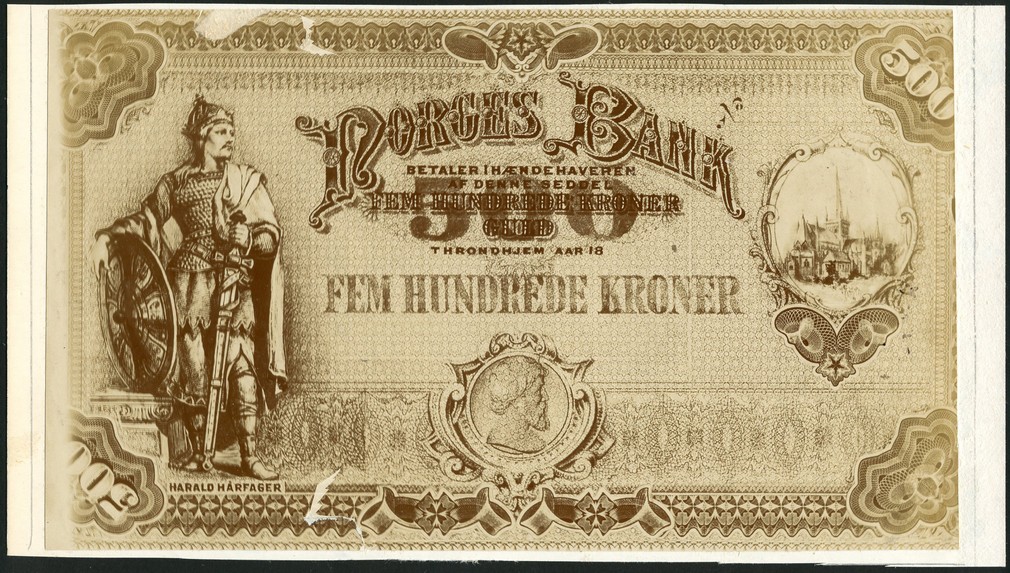 500
NORGES BANK
No
BETALER IHÆNDEHAVEREN
AF DENNE SEDDEL
500
FEM HUNDREDE KRONER
GULD
THRONDHJEM AAR 18
FEM HUNDREDE KRONER
HARALD HÅRFAGER
500